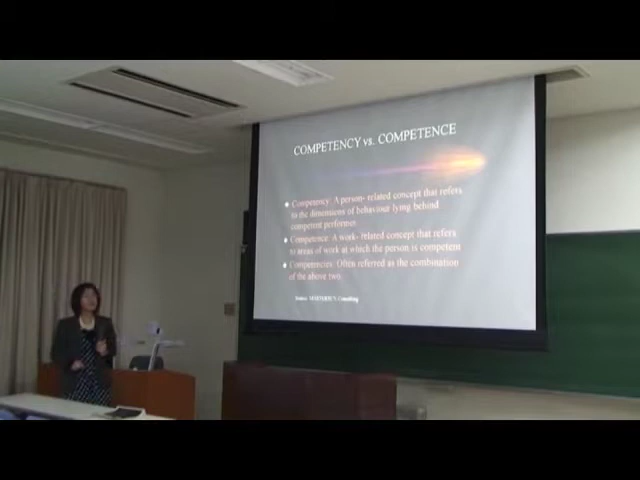 COMPETENCY vs. COMPETENCE
Competency: A person- related concept that refers
to the dimensions of behaviour lying behind
competent performer.
Competence: A work- related concept that refers
to areas of work at which the person is competent
Competencies: Often referred as the combination
of the above two.
Consulting